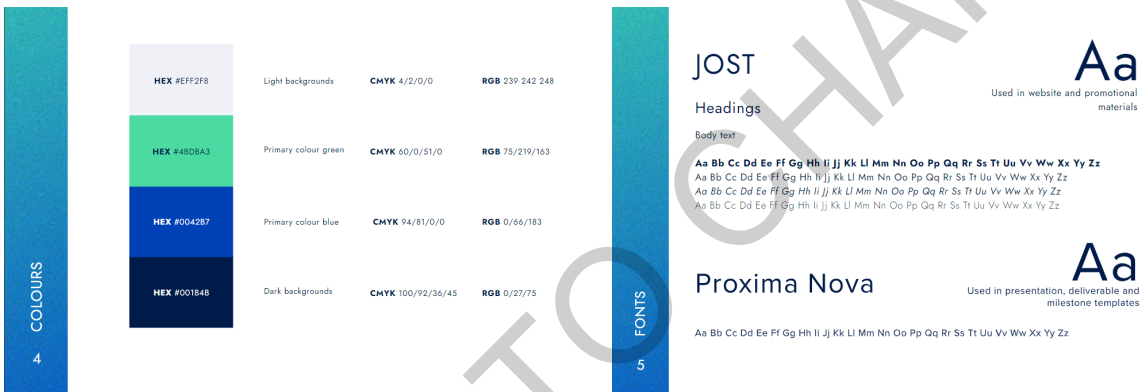 HEX #EFF2F8 Light backgrounds CMYK 4/2/0/0 RGB 239 242 248
HEX #4BDBA3 Primary colour green CMYK 60/0/51/0 RGB 75/219/163
HEX #0042B7 Primary colour blue CMYK 94/81/0/0 RGB 0/66/183
HEX #001B4B Dark backgrounds CMYK 100/92/36/45 RGB 0/27/75
COLOURS
4
JOST
Aa
Used in website and promotional
materials
Headings
Body text
Aa Bb Cc Dd Ee Ff Gg Hh Ii Jj Kk Ll Mm Nn Oo Pp Qq Rr Ss Tt Uu Vv Ww Xx Yy Zz
Aa Bb Cc Dd Ee Ff Gg Hh Ii Jj Kk Ll Mm Nn Oo Pp Qq Rr Ss Tt Uu Vv Ww Xx Yy Zz
Aa Bb Cc Dd Ee Ff Gg Hh Ii Jj Kk Ll Mm Nn Oo Pp Qq Rr Ss Tt Uu Vv Ww Xx Yy Zz
Aa Bb Cc Dd Ee Ff Gg Hh Ii Jj Kk Ll Mm Nn Oo Pp Qq Rr Ss Tt Uu Vv Ww Xx Yy Zz
Proxima Nova
Aa
Used in presentation, deliverable and
milestone templates
Aa Bb Cc Dd Ee Ff Gg Hh Ii Jj Kk Ll Mm Nn Oo Pp Qq Rr Ss Tt Uu Vv Ww Xx Yy Zz
FONTS
5
TO CHA